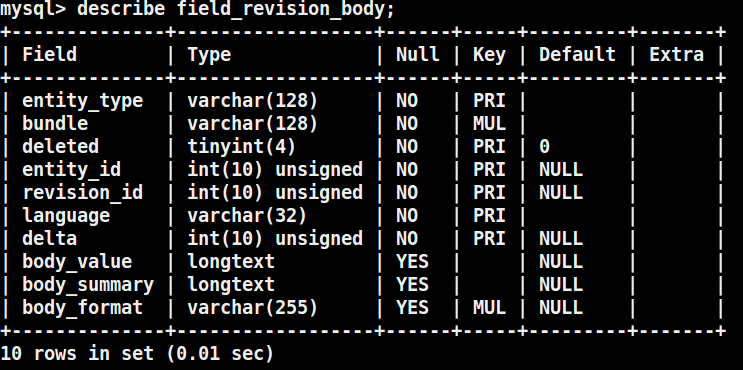 mysql> describe field_revision_body;
+--------------+------------------+------+-----+---------+-------+
| Field        | Type             | Null | Key | Default | Extra |
+--------------+------------------+------+-----+---------+-------+
| entity_type  | varchar(128)     | NO   | PRI |         |       |
| bundle       | varchar(128)     | NO   | MUL |         |       |
| deleted      | tinyint(4)       | NO   | PRI | 0       |       |
| entity_id    | int(10) unsigned | NO   | PRI | NULL    |       |
| revision_id  | int(10) unsigned | NO   | PRI | NULL    |       |
| language     | varchar(32)      | NO   | PRI |         |       |
| delta        | int(10) unsigned | NO   | PRI | NULL    |       |
| body_value   | longtext         | YES  |     | NULL    |       |
| body_summary | longtext         | YES  |     | NULL    |       |
| body_format  | varchar(255)     | YES  | MUL | NULL    |       |
+--------------+------------------+------+-----+---------+-------+
10 rows in set (0.01 sec)